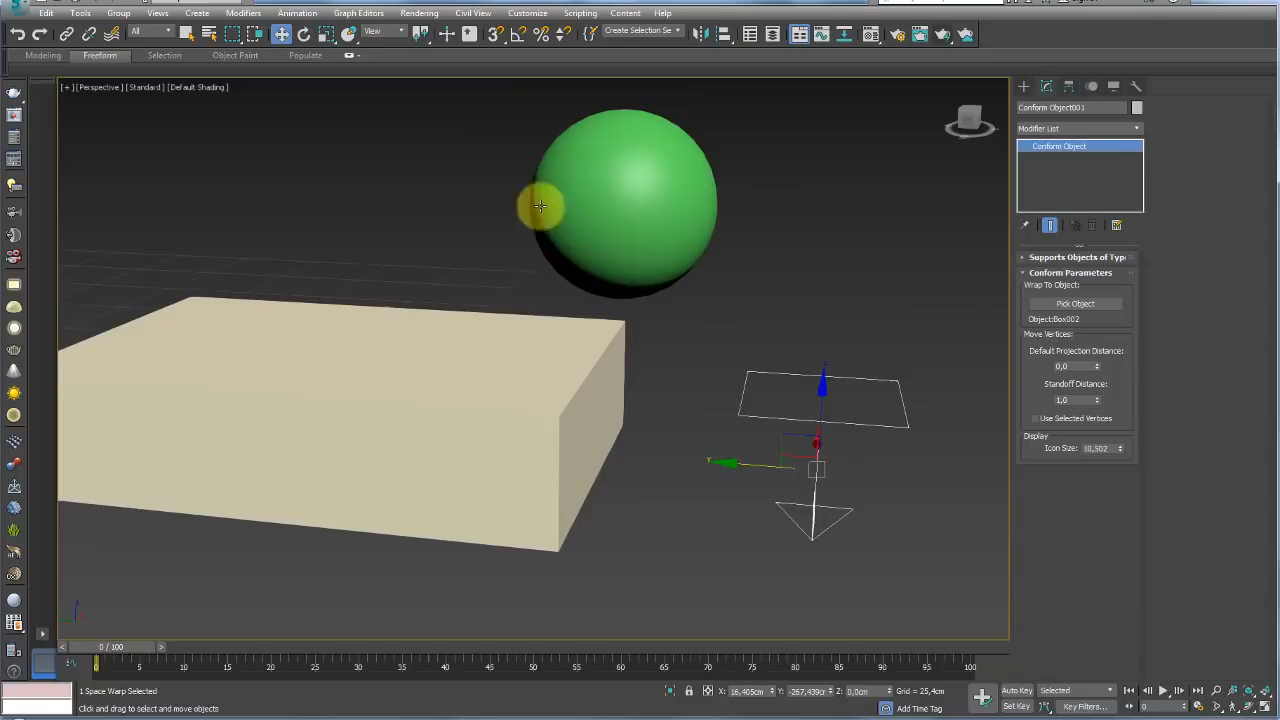 Edit Tools Group Views Create Modifiers Animation Graph Editors Rendering Civil View Customize Scripting Content Help
All View Create Selection Se
Modeling Freeform Selection Object Paint Populate
[+] [Perspective] [Standard] [Default Shading]
Conform Object001
Modifier List
Conform Object
Supports Objects of Typ
Conform Parameters
Wrap To Object:
Pick Object
Object:Box002
Move Vertices:
Default Projection Distance:
0,0
Standoff Distance:
1,0
Use Selected Vertices
Display
Icon Size: 10,502
0 / 100
0 5 10 15 20 25 30 35 40 45 50 55 60 65 70 75 80 85 90 95 100
1 Space Warp Selected X: 16,405cm Y: -267,439cm Z: 0,0cm Grid = 25,4cm Auto Key Selected
Click and drag to select and move objects Add Time Tag Set Key Key Filters... 0